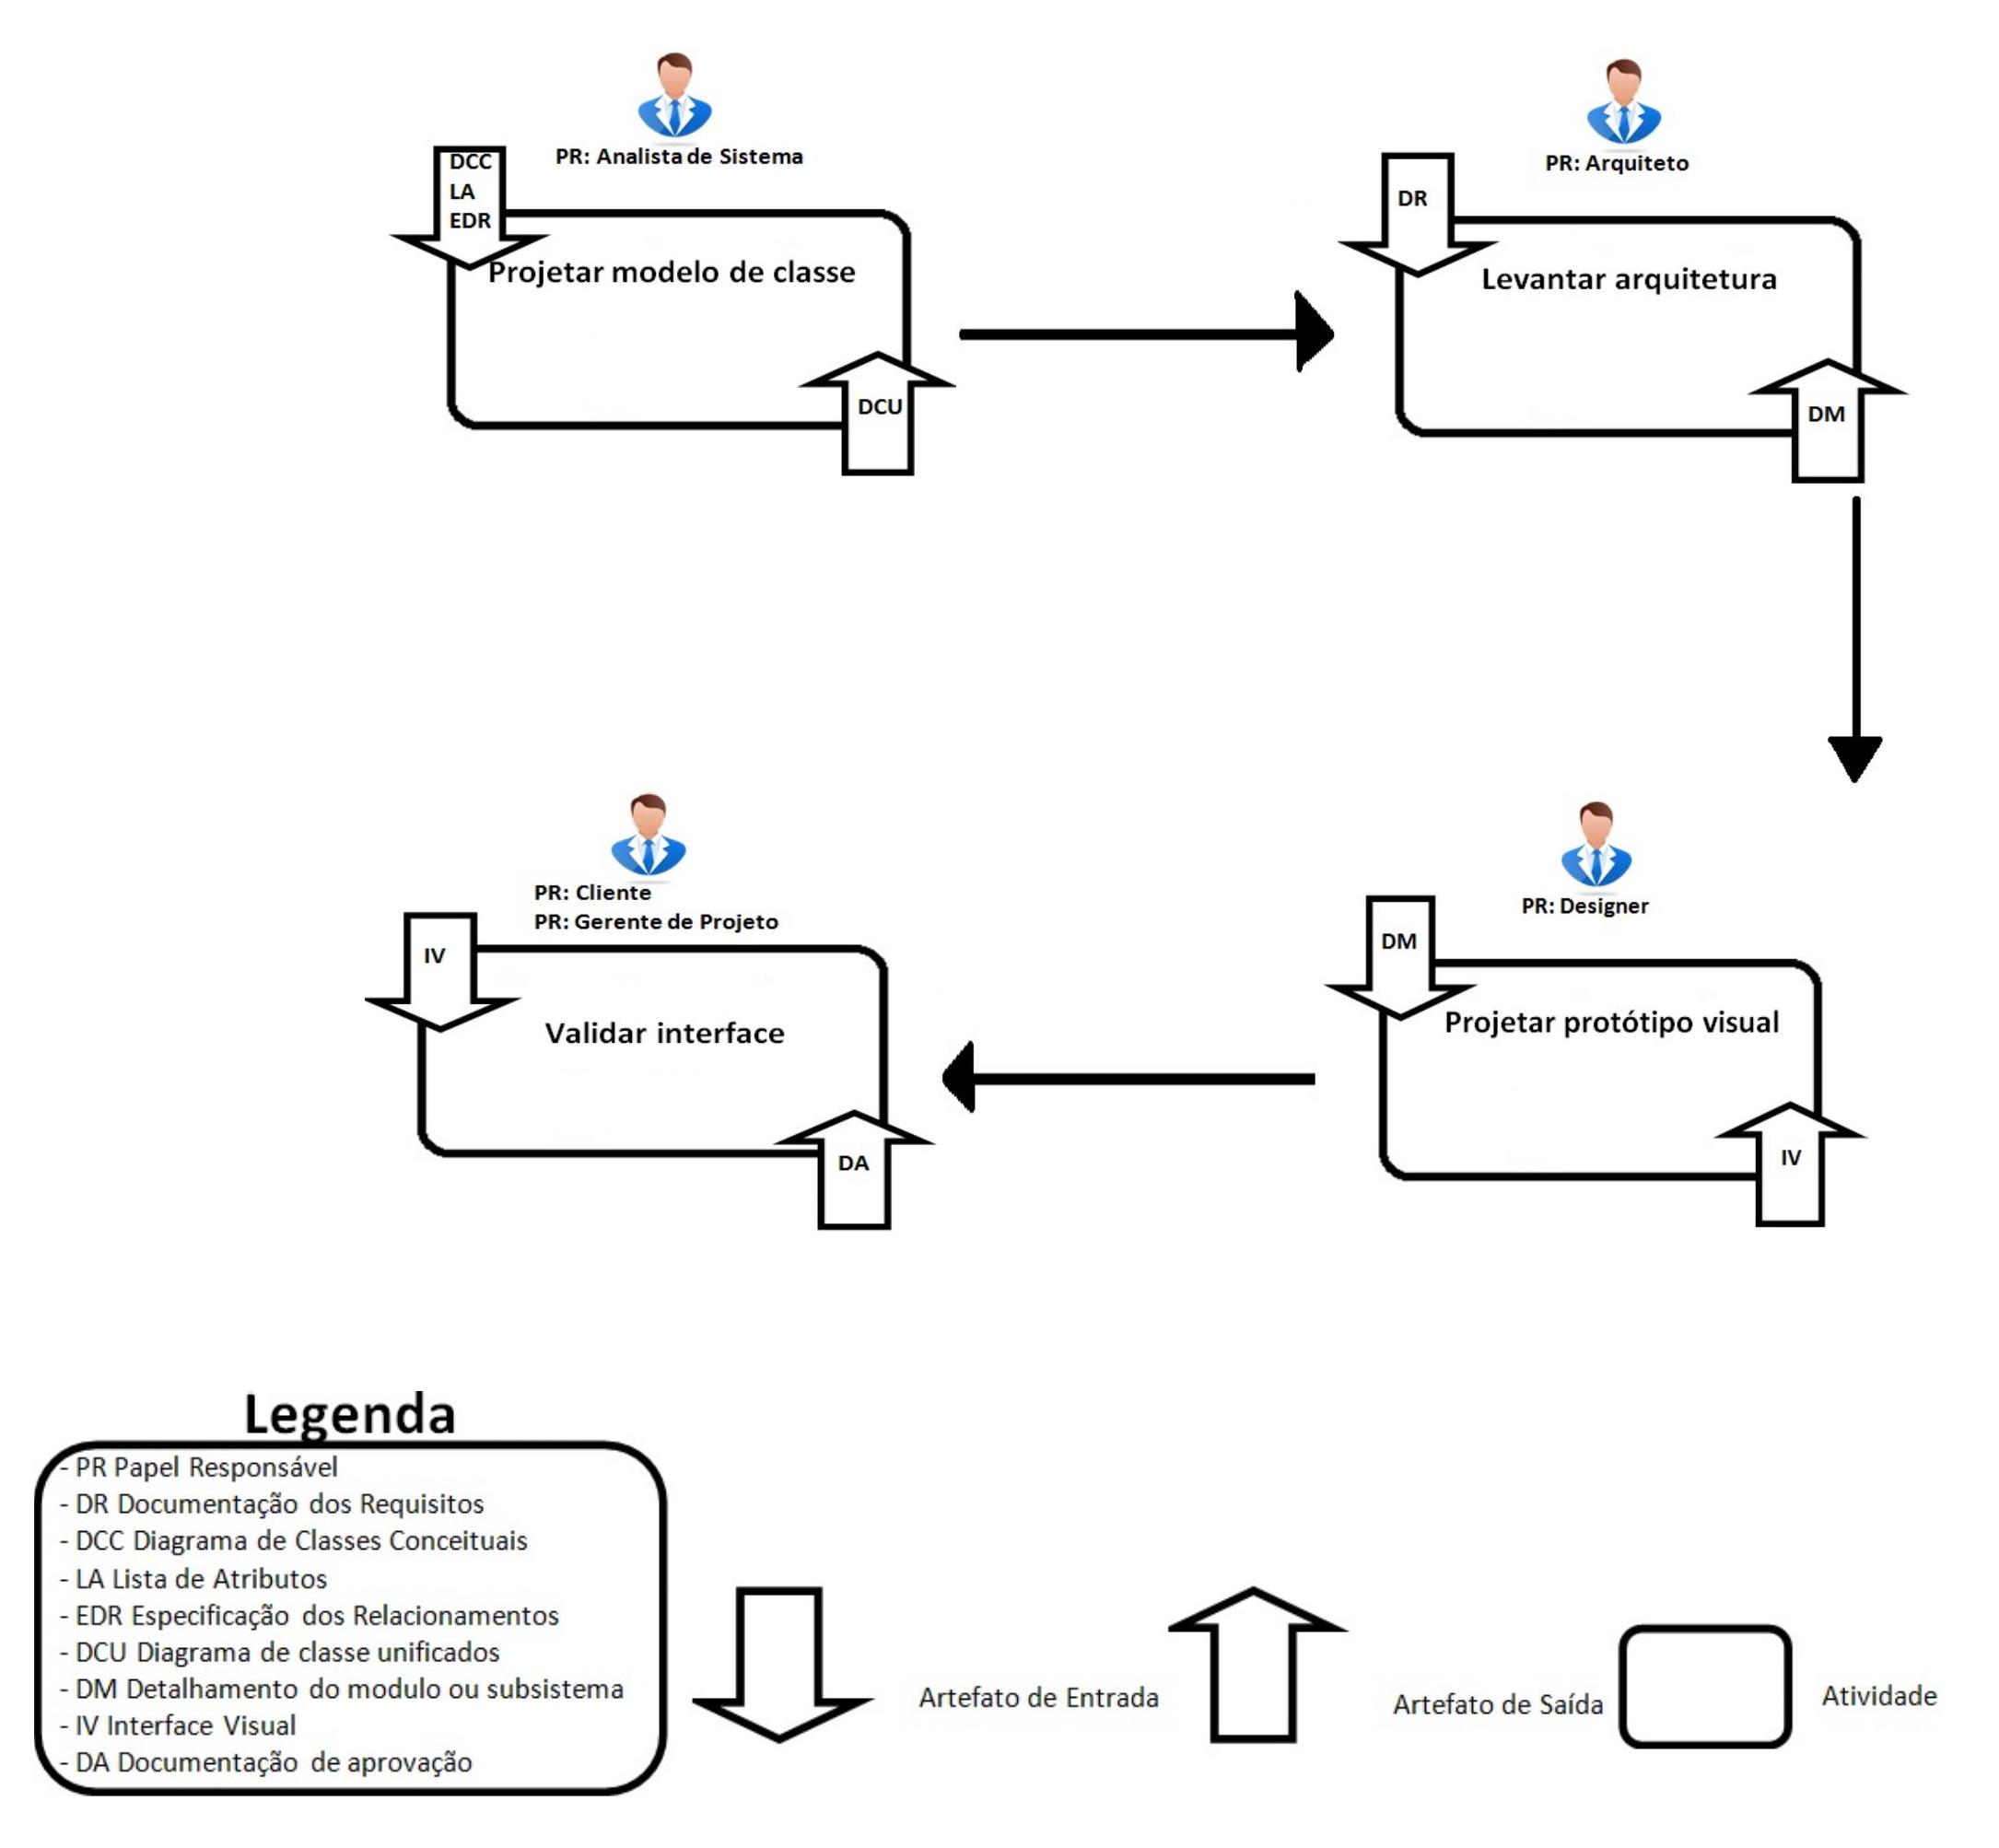 PR: Analista de Sistema
DCC
LA
EDR
Projetar modelo de classe
DCU
PR: Arquiteto
DR
Levantar arquitetura
DM
PR: Cliente
PR: Gerente de Projeto
IV
Validar interface
DA
PR: Designer
DM
Projetar protótipo visual
IV
Legenda
- PR Papel Responsável
- DR Documentação dos Requisitos
- DCC Diagrama de Classes Conceituais
- LA Lista de Atributos
- EDR Especificação dos Relacionamentos
- DCU Diagrama de classe unificados
- DM Detalhamento do modulo ou subsistema
- IV Interface Visual
- DA Documentação de aprovação
Artefato de Entrada
Artefato de Saída
Atividade